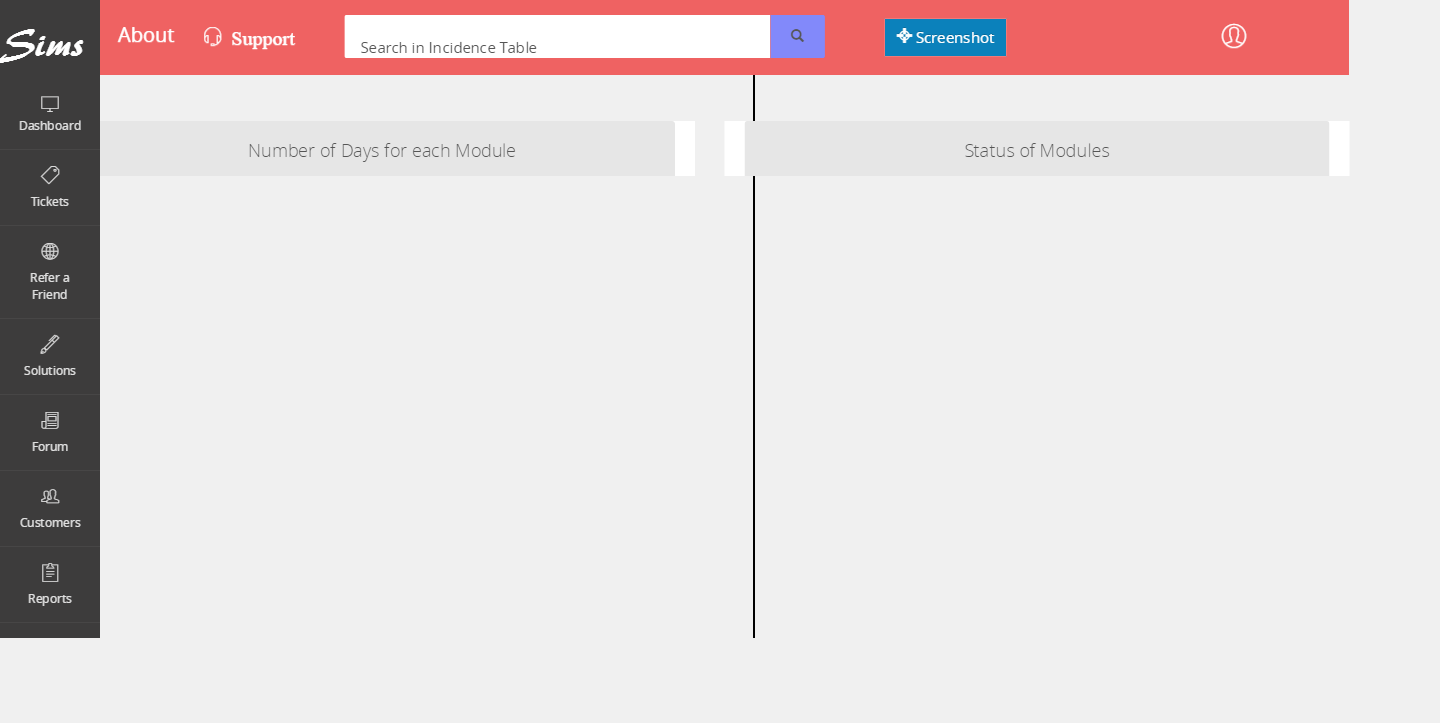 Sims
About
Support
Search in Incidence Table
Screenshot
Dashboard
Tickets
Refer a
Friend
Solutions
Forum
Customers
Reports
Number of Days for each Module
Status of Modules